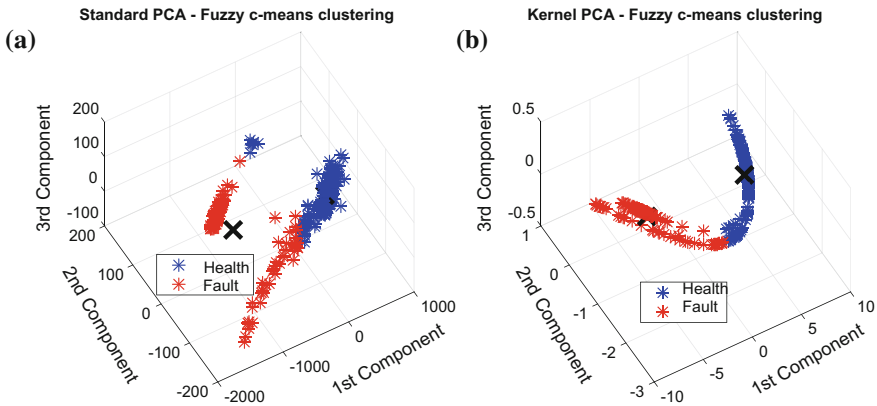 Standard PCA - Fuzzy c-means clustering
(a)
3rd Component
200
100
0
-100
200
100
0
-100
-200
2nd Component
-2000
-1000
0
1000
1st Component
Health
Fault
Kernel PCA - Fuzzy c-means clustering
(b)
3rd Component
0.5
0
-0.5
1
0
-1
-2
-3
2nd Component
-10
-5
0
5
10
1st Component
Health
Fault